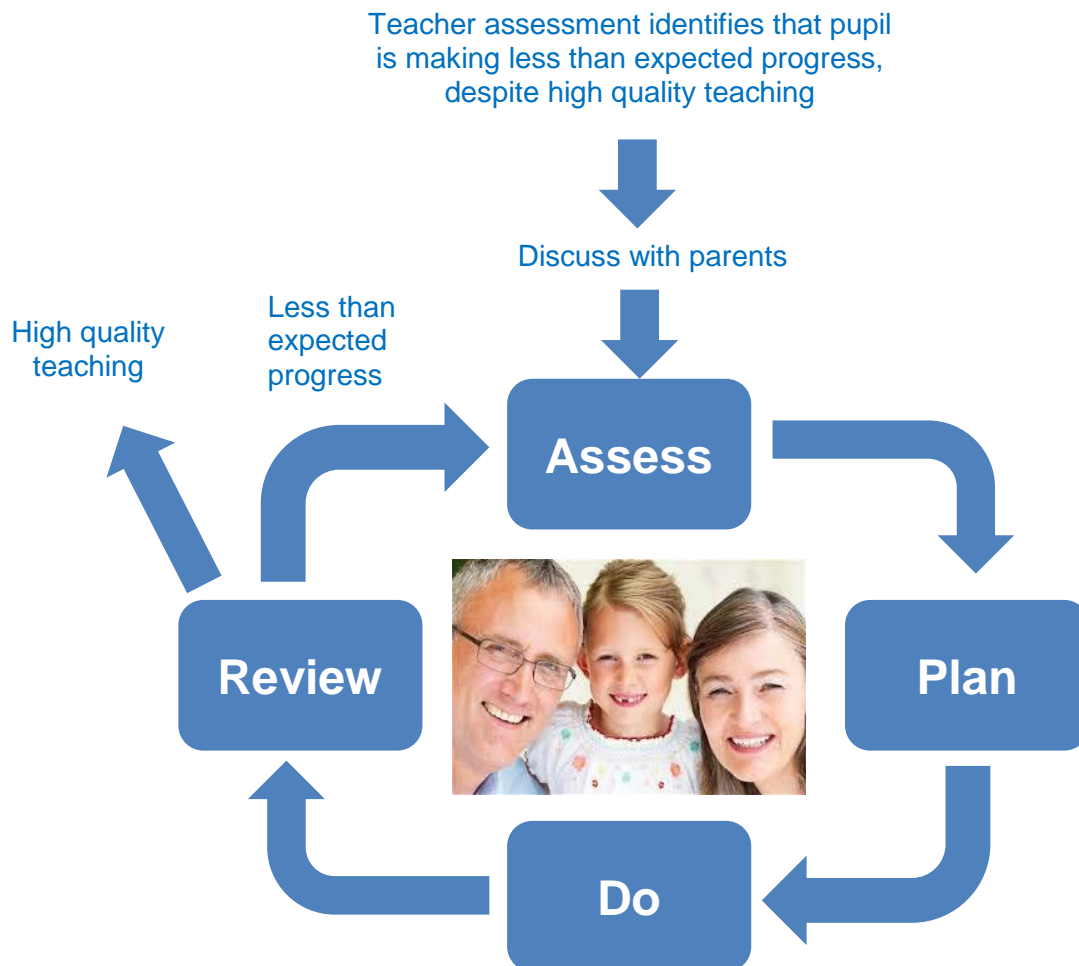 Teacher assessment identifies that pupil
is making less than expected progress,
despite high quality teaching
Discuss with parents
High quality
teaching
Less than
expected
progress
Assess
Plan
Do
Review